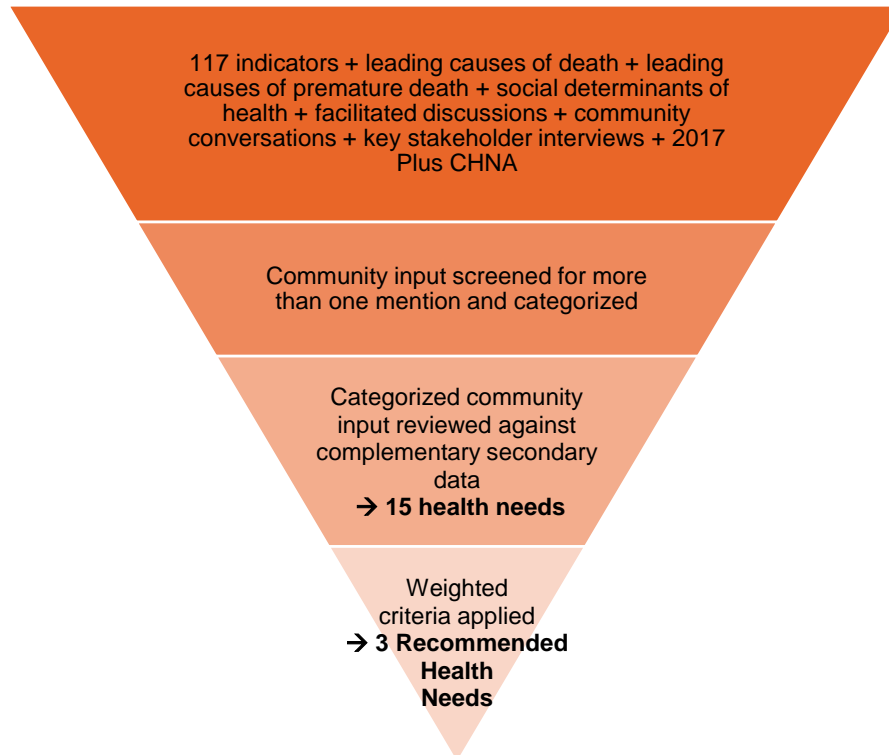 117 indicators + leading causes of death + leading
causes of premature death + social determinants of
health + facilitated discussions + community
conversations + key stakeholder interviews + 2017
Plus CHNA
Community input screened for more
than one mention and categorized
Categorized community
input reviewed against
complementary secondary
data
→ 15 health needs
Weighted
criteria applied
→ 3 Recommended
Health
Needs